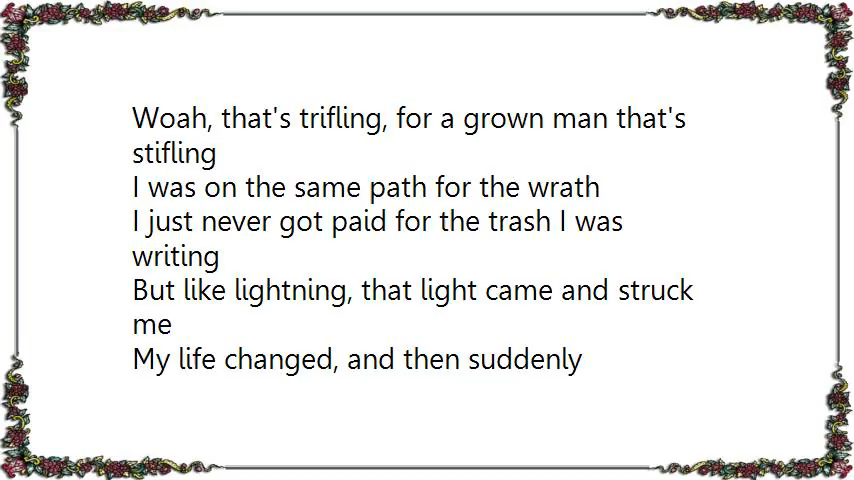 Woah, that's trifling, for a grown man that's
stifling
I was on the same path for the wrath
I just never got paid for the trash I was
writing
But like lightning, that light came and struck
me
My life changed, and then suddenly